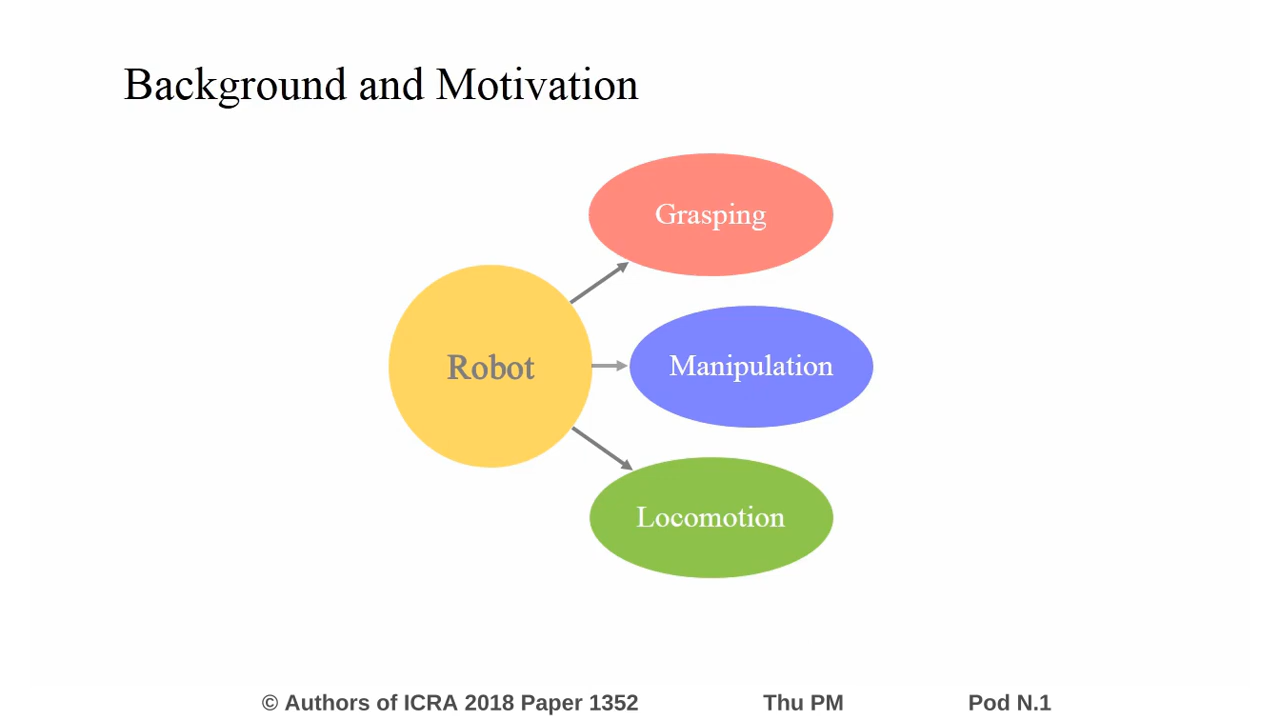 Background and Motivation
Grasping
Robot
Manipulation
Locomotion
© Authors of ICRA 2018 Paper 1352 Thu PM Pod N.1